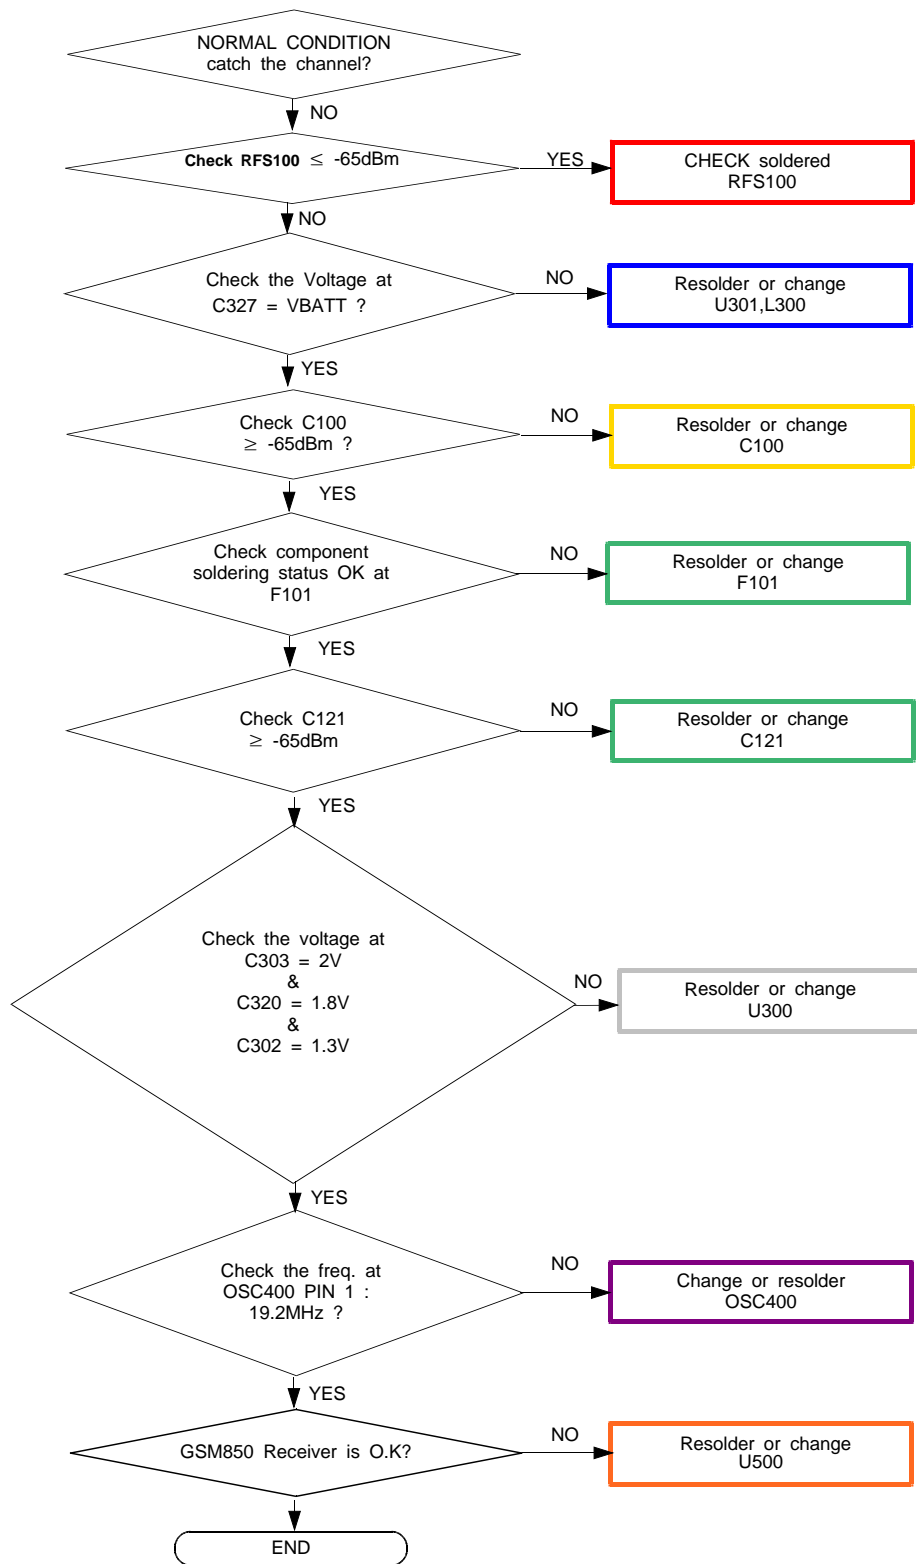 NORMAL CONDITION
catch the channel?
NO
Check RFS100 ≤ -65dBm
YES
CHECK soldered
RFS100
NO
Check the Voltage at
C327 = VBATT ?
NO
Resolder or change
U301,L300
YES
Check C100
≥ -65dBm ?
NO
Resolder or change
C100
YES
Check component
soldering status OK at
F101
NO
Resolder or change
F101
YES
Check C121
≥ -65dBm
NO
Resolder or change
C121
YES
Check the voltage at
C303 = 2V
&
C320 = 1.8V
&
C302 = 1.3V
NO
Resolder or change
U300
YES
Check the freq. at
OSC400 PIN 1 :
19.2MHz ?
NO
Change or resolder
OSC400
YES
GSM850 Receiver is O.K?
NO
Resolder or change
U500
END